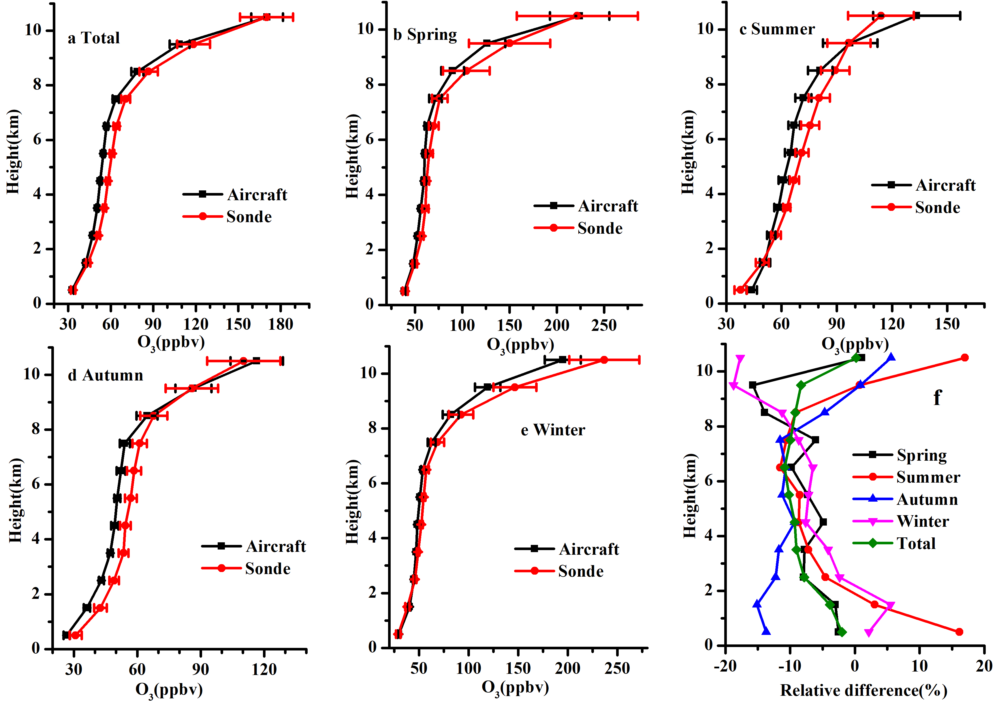 a Total
Height(km)
10
8
6
4
2
0
30 60 90 120 150 180
O3(ppbv)
Aircraft
Sonde
b Spring
Height(km)
10
8
6
4
2
0
50 100 150 200 250
O3(ppbv)
Aircraft
Sonde
c Summer
Height(km)
10
8
6
4
2
0
30 60 90 120 150
O3(ppbv)
Aircraft
Sonde
d Autumn
Height(km)
10
8
6
4
2
0
30 60 90 120
O3(ppbv)
Aircraft
Sonde
e Winter
Height(km)
10
8
6
4
2
0
50 100 150 200 250
O3(ppbv)
Aircraft
Sonde
f
Height(km)
10
8
6
4
2
0
-20 -10 0 10 20
Relative difference(%)
Spring
Summer
Autumn
Winter
Total